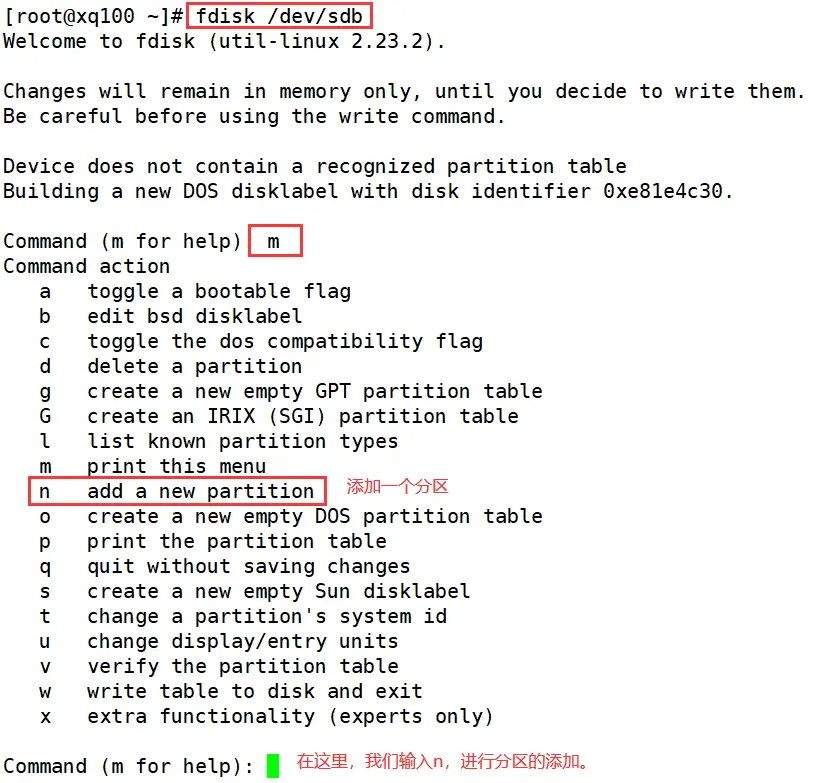 [root@xq100 ~]# fdisk /dev/sdb
Welcome to fdisk (util-linux 2.23.2).
Changes will remain in memory only, until you decide to write them.
Be careful before using the write command.
Device does not contain a recognized partition table
Building a new DOS disklabel with disk identifier 0xe81e4c30.
Command (m for help) m
Command action
   a   toggle a bootable flag
   b   edit bsd disklabel
   c   toggle the dos compatibility flag
   d   delete a partition
   g   create a new empty GPT partition table
   G   create an IRIX (SGI) partition table
   l   list known partition types
   m   print this menu
   n   add a new partition 添加一个分区
   o   create a new empty DOS partition table
   p   print the partition table
   q   quit without saving changes
   s   create a new empty Sun disklabel
   t   change a partition's system id
   u   change display/entry units
   v   verify the partition table
   w   write table to disk and exit
   x   extra functionality (experts only)
Command (m for help): 在这里，我们输入n，进行分区的添加。